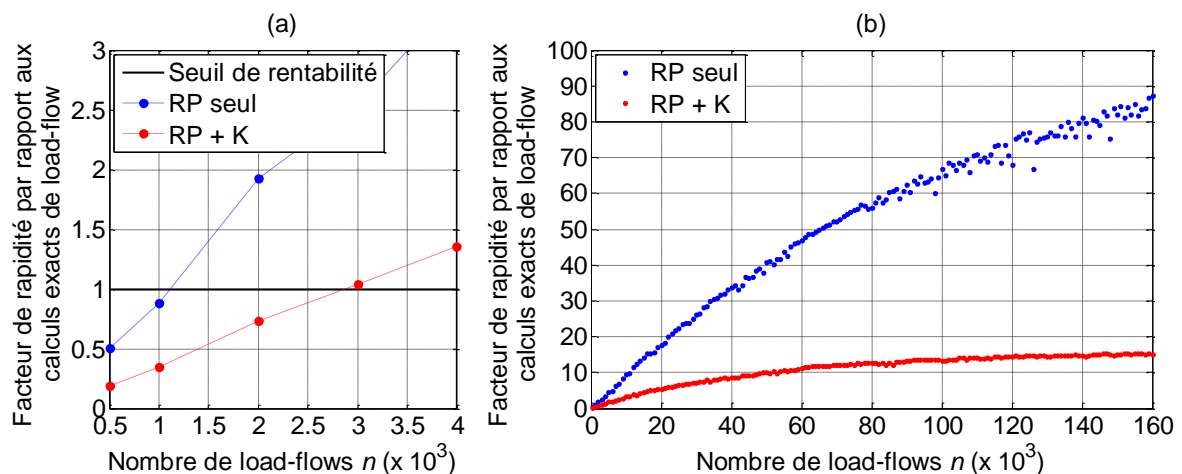 (a)
Facteur de rapidité par rapport aux
calculs exacts de load-flow
3
2.5
2
1.5
1
0.5
0
Seuil de rentabilité
RP seul
RP + K
0.5 1 1.5 2 2.5 3 3.5 4
Nombre de load-flows n (x 10³)
(b)
Facteur de rapidité par rapport aux
calculs exacts de load-flow
100
90
80
70
60
50
40
30
20
10
0
RP seul
RP + K
0 20 40 60 80 100 120 140 160
Nombre de load-flows n (x 10³)